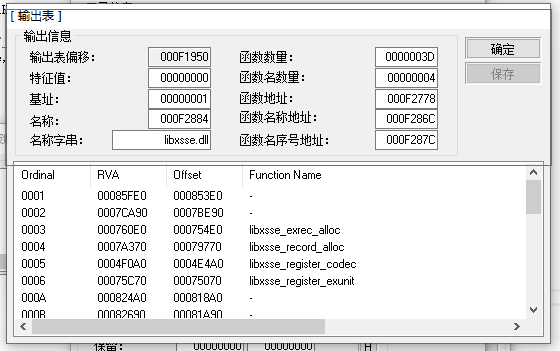 [ 输出表 ]
输出信息
输出表偏移: 000F1950 函数数量: 0000003D 确定
特征值: 00000000 函数名数量: 00000004 保存
基址: 00000001 函数地址: 000F2778
名称: 000F2884 函数名称地址: 000F286C
名称字串: libxsse.dll 函数名序号地址: 000F287C
Ordinal RVA Offset Function Name
0001 00085FE0 000853E0 -
0002 0007CA90 0007BE90 -
0003 000760E0 000754E0 libxsse_exrec_alloc
0004 0007A370 00079770 libxsse_record_alloc
0005 0004F0A0 0004E4A0 libxsse_register_codec
0006 00075C70 00075070 libxsse_register_exunit
000A 000824A0 000818A0 -
000B 00082690 00081A90 -
保留: 00000000 00000000 H